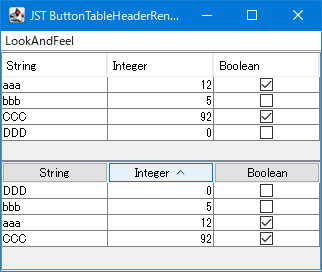 JST ButtonTableHeaderRen...
LookAndFeel
String Integer Boolean
aaa 12
bbb 5
CCC 92
DDD 0
String Integer Boolean
DDD 0
bbb 5
aaa 12
CCC 92